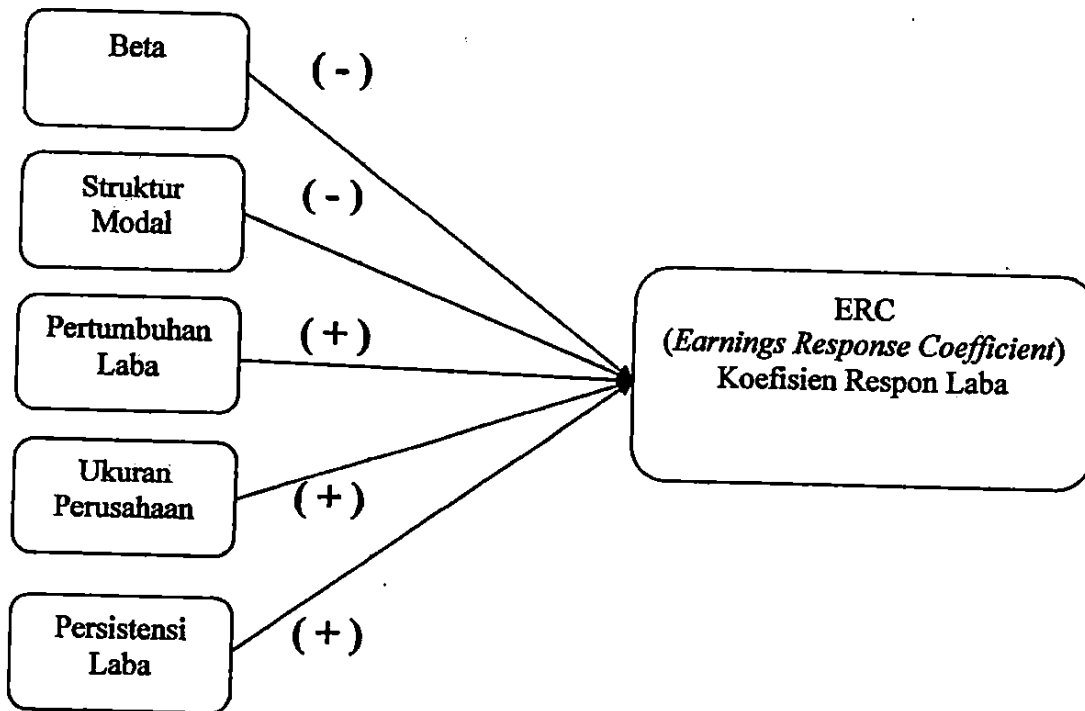 Beta
( - )
Struktur
Modal
( - )
Pertumbuhan
Laba
( + )
Ukuran
Perusahaan
( + )
Persistensi
Laba
( + )
ERC
(Earnings Response Coefficient)
Koefisien Respon Laba